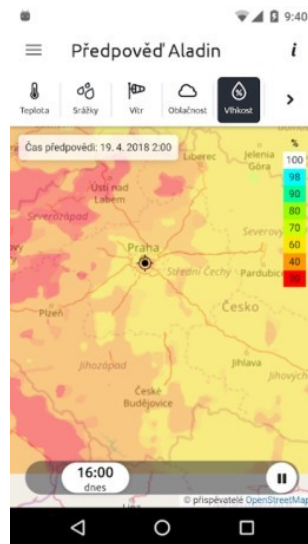 9:40
Předpověď Aladin
i
Teplota
Srážky
Vítr
Oblačnost
Vlhkost
Čas předpovědi: 19. 4. 2018 2:00
%
100
98
90
80
70
60
40
Liberec
Jelenia
Góra
Ústí nad
Labem
Severozápad
Praha
Střední Čechy
Pardubice
Plzeň
Česko
Jihozápad
Jihlava
České
Budějovice
16:00
dnes
© přispěvatelé OpenStreetMap